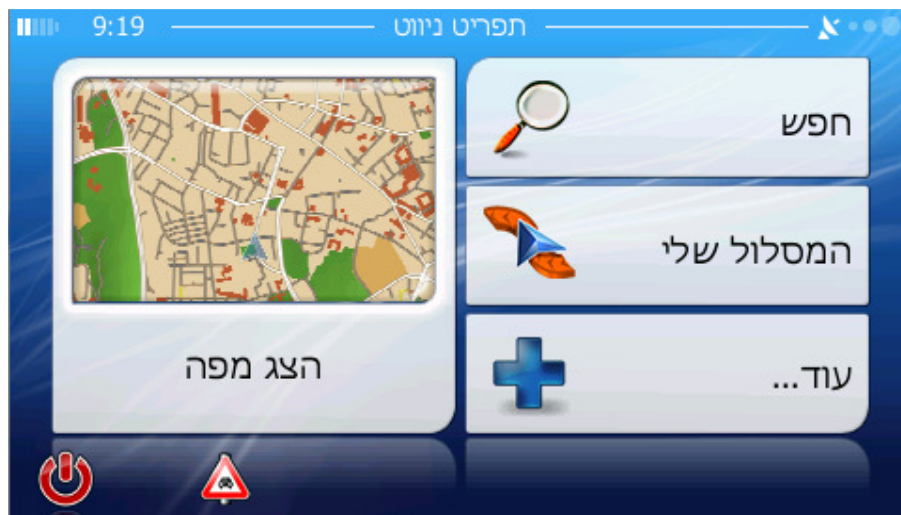 9:19
תפריט ניווט
חפש
המסלול שלי
עוד...
הצג מפה